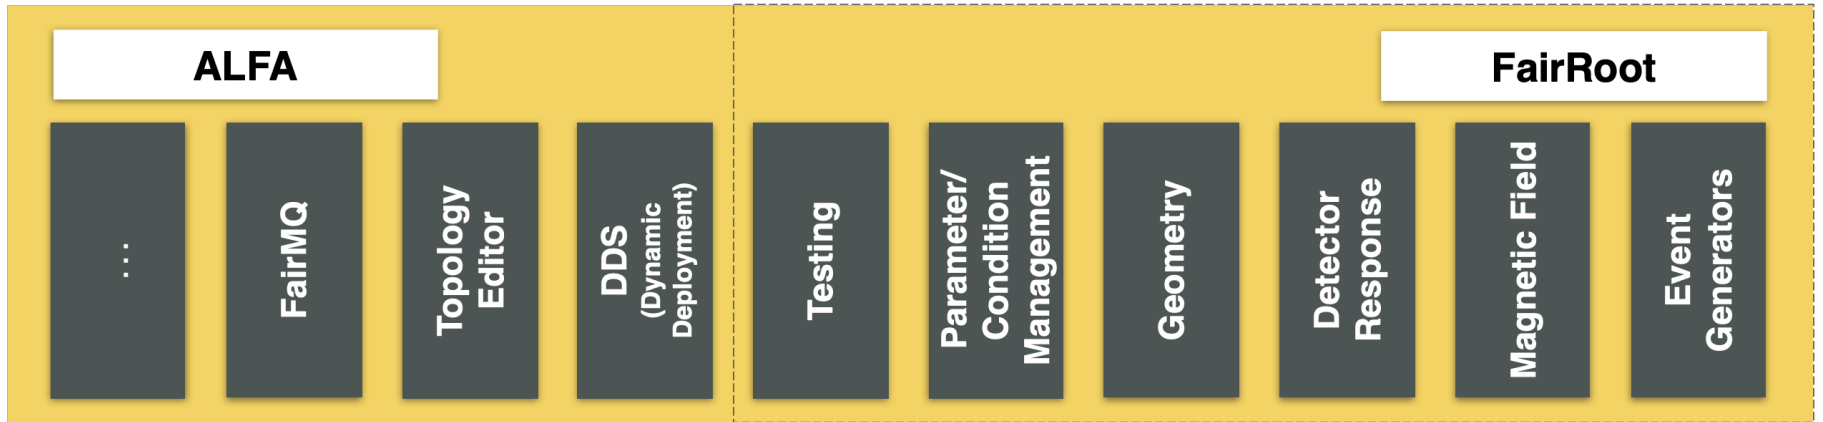 ALFA
FairRoot
...
FairMQ
Topology
Editor
DDS
(Dynamic
Deployment)
Testing
Parameter/
Condition
Management
Geometry
Detector
Response
Magnetic Field
Event
Generators